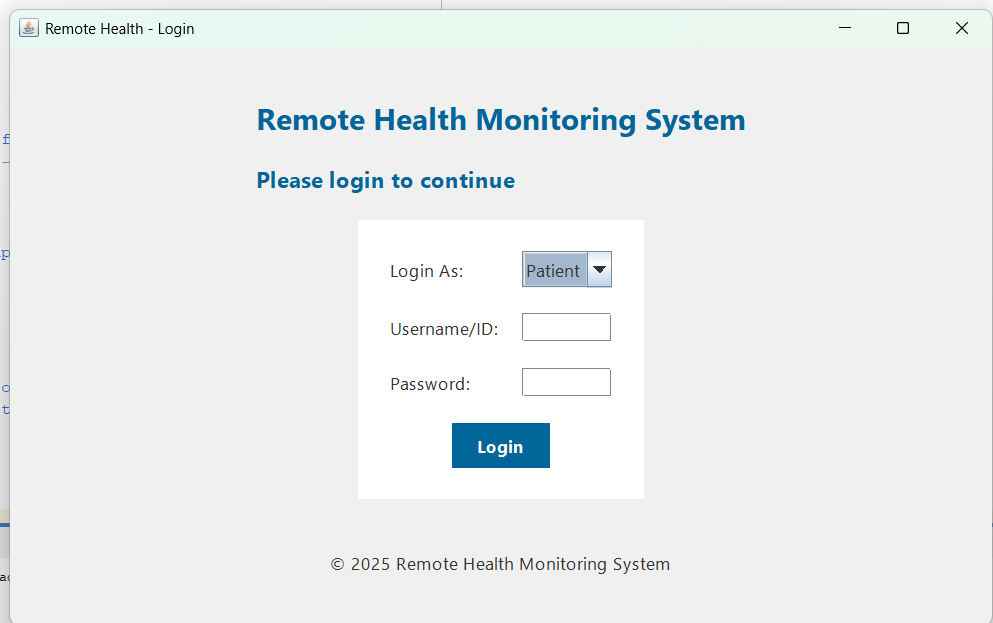 Remote Health - Login
Remote Health Monitoring System
Please login to continue
Login As: Patient
Username/ID:
Password:
Login
© 2025 Remote Health Monitoring System